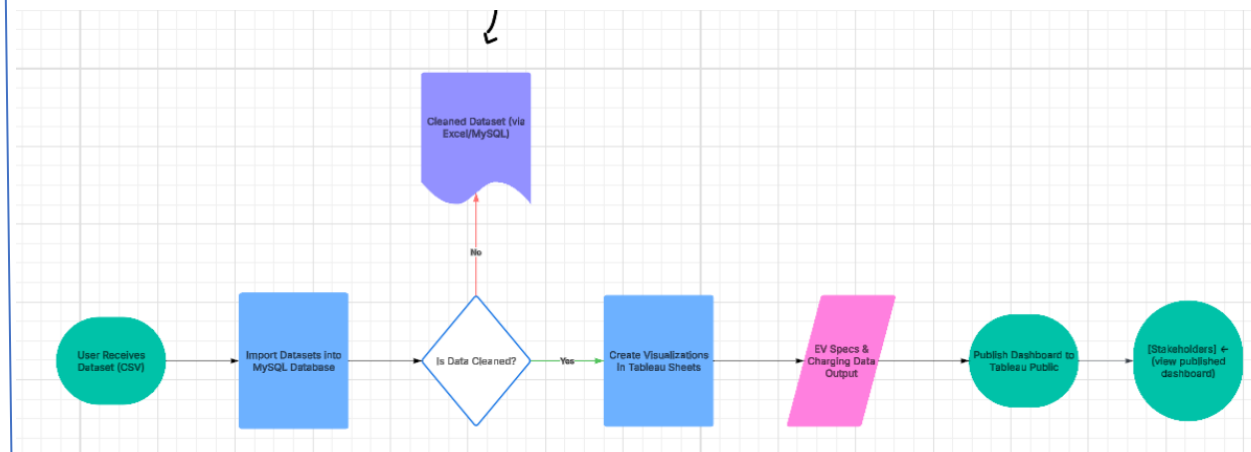 Cleaned Dataset (via
Excel/MySQL)
No
User Receives
Dataset (CSV)
Import Datasets into
MySQL Database
Is Data Cleaned?
Yes
Create Visualizations
in Tableau Sheets
EV Specs &
Charging Data
Output
Publish Dashboard to
Tableau Public
[Stakeholders] ←
(view published
dashboard)